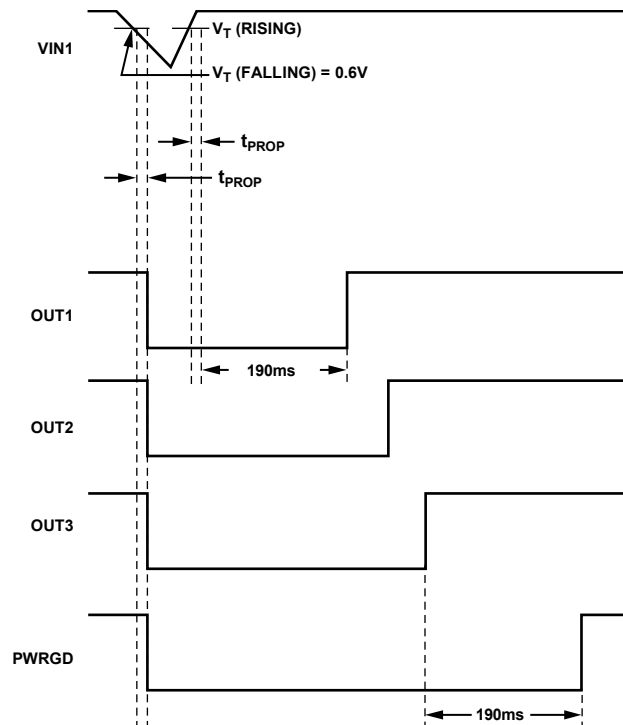 VIN1
V_T (RISING)
V_T (FALLING) = 0.6V
t_PROP
t_PROP
OUT1
190ms
OUT2
OUT3
PWRGD
190ms